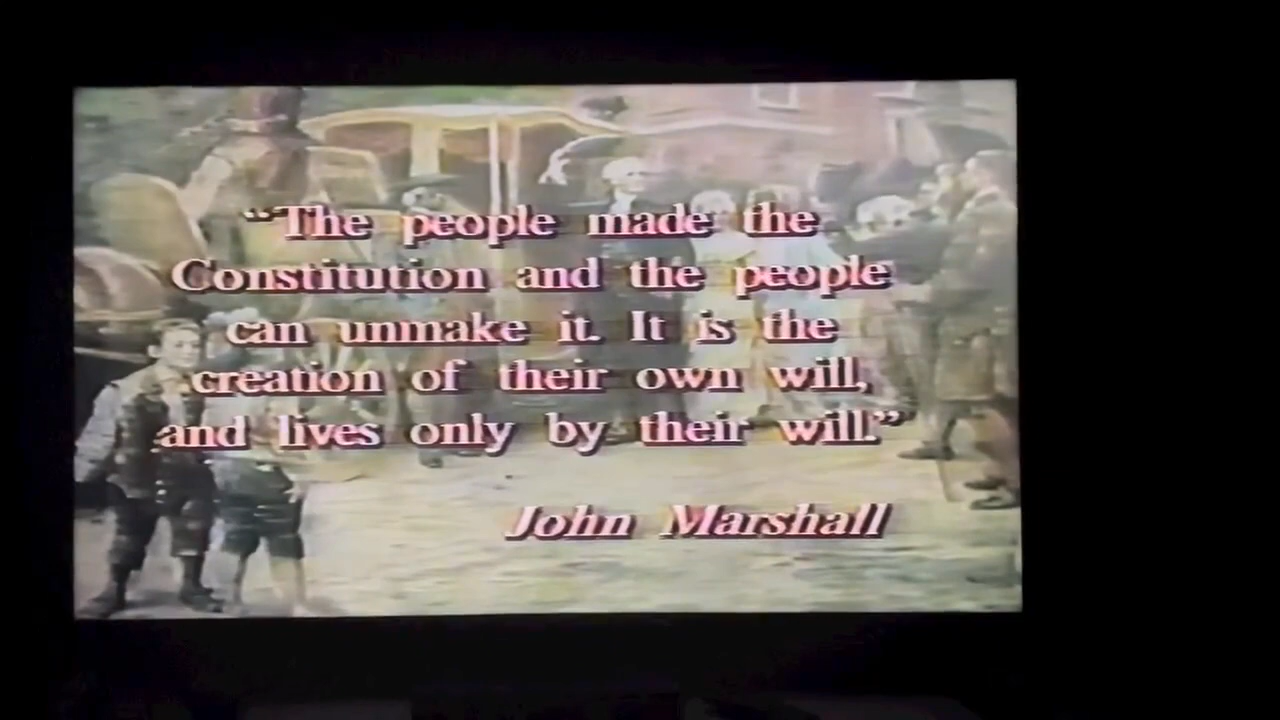 “The people made the
Constitution and the people
can unmake it. It is the
creation of their own will,
and lives only by their will.”
John Marshall